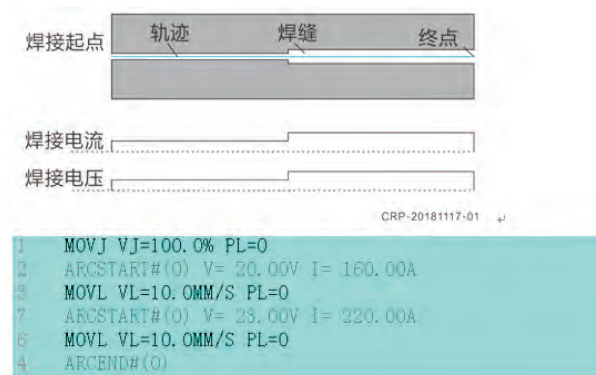 焊接起点 轨迹 焊缝 终点
焊接电流
焊接电压
CRP-20181117-01
1 MOVJ VJ=100.0% PL=0
2 ARCSTART#(0) V= 20.00V I= 160.00A
3 MOVL VL=10.0MM/S PL=0
7 ARCSTART#(0) V= 23.00V I= 220.00A
6 MOVL VL=10.0MM/S PL=0
4 ARCEND#(0)